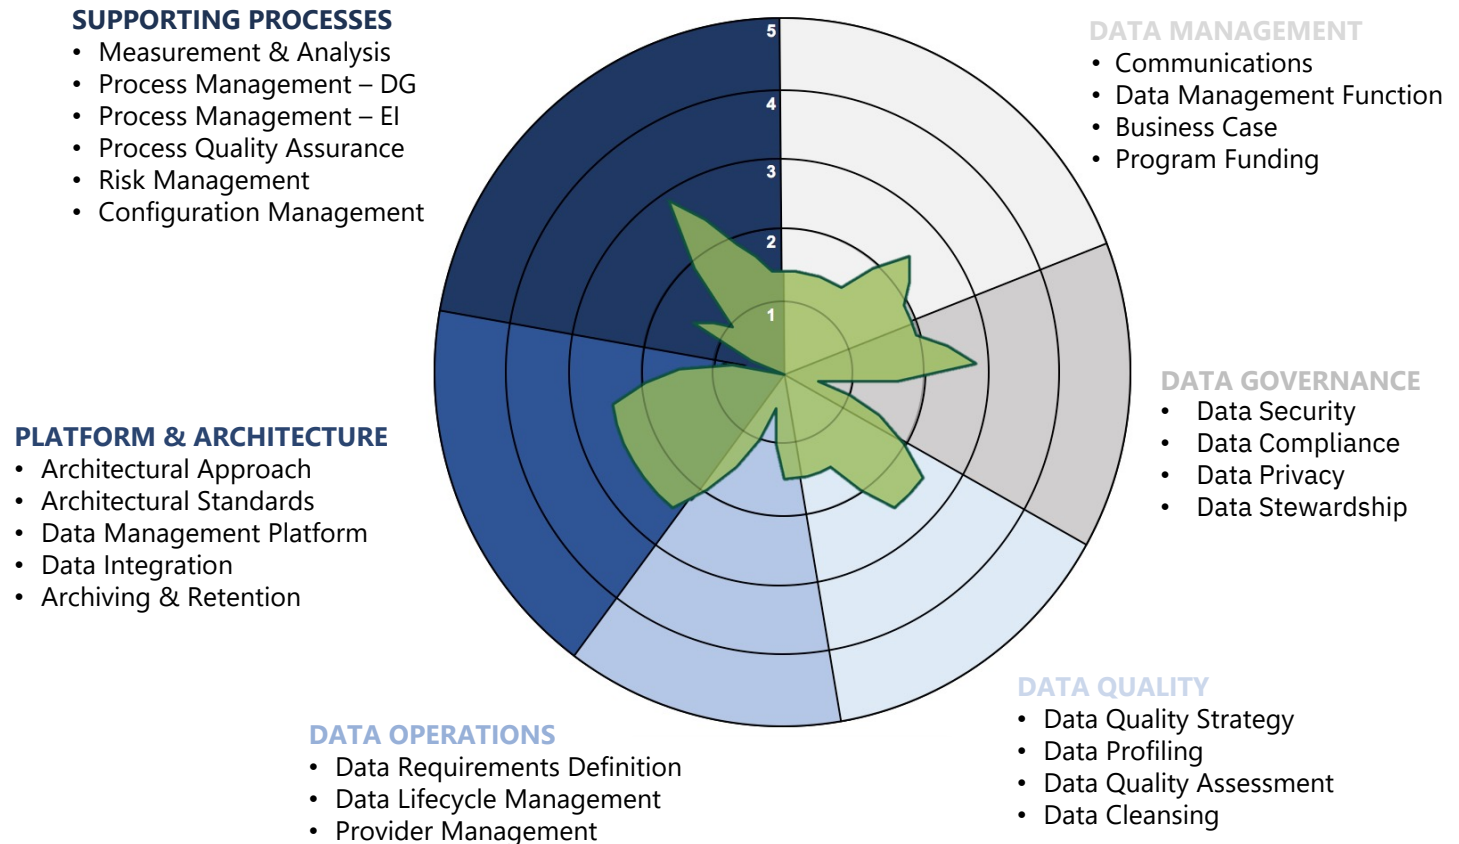 SUPPORTING PROCESSES
• Measurement & Analysis
• Process Management – DG
• Process Management – EI
• Process Quality Assurance
• Risk Management
• Configuration Management
5
4
3
2
1
DATA MANAGEMENT
• Communications
• Data Management Function
• Business Case
• Program Funding
DATA GOVERNANCE
• Data Security
• Data Compliance
• Data Privacy
• Data Stewardship
PLATFORM & ARCHITECTURE
• Architectural Approach
• Architectural Standards
• Data Management Platform
• Data Integration
• Archiving & Retention
DATA QUALITY
• Data Quality Strategy
• Data Profiling
• Data Quality Assessment
• Data Cleansing
DATA OPERATIONS
• Data Requirements Definition
• Data Lifecycle Management
• Provider Management